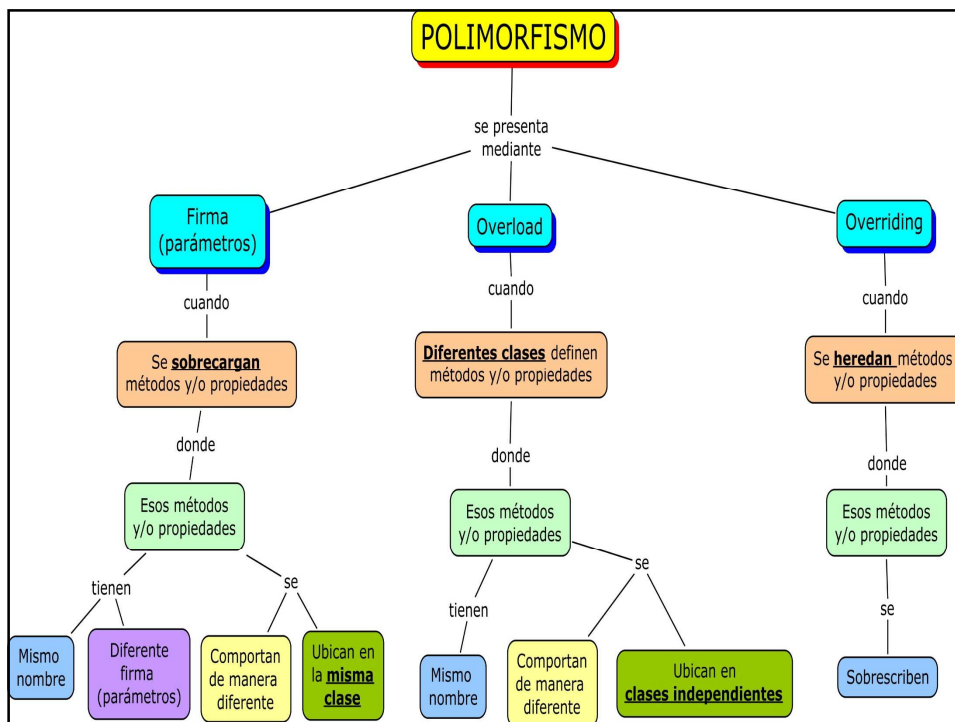 POLIMORFISMO
se presenta
mediante
Firma
(parámetros)
cuando
Se sobrecargan
métodos y/o propiedades
donde
Esos métodos
y/o propiedades
tienen
Mismo
nombre
Diferente
firma
(parámetros)
se
Comportan
de manera
diferente
Ubican en
la misma
clase
Overload
cuando
Diferentes clases definen
métodos y/o propiedades
donde
Esos métodos
y/o propiedades
tienen
Mismo
nombre
se
Comportan
de manera
diferente
Ubican en
clases independientes
Overriding
cuando
Se heredan métodos
y/o propiedades
donde
Esos métodos
y/o propiedades
se
Sobrescriben